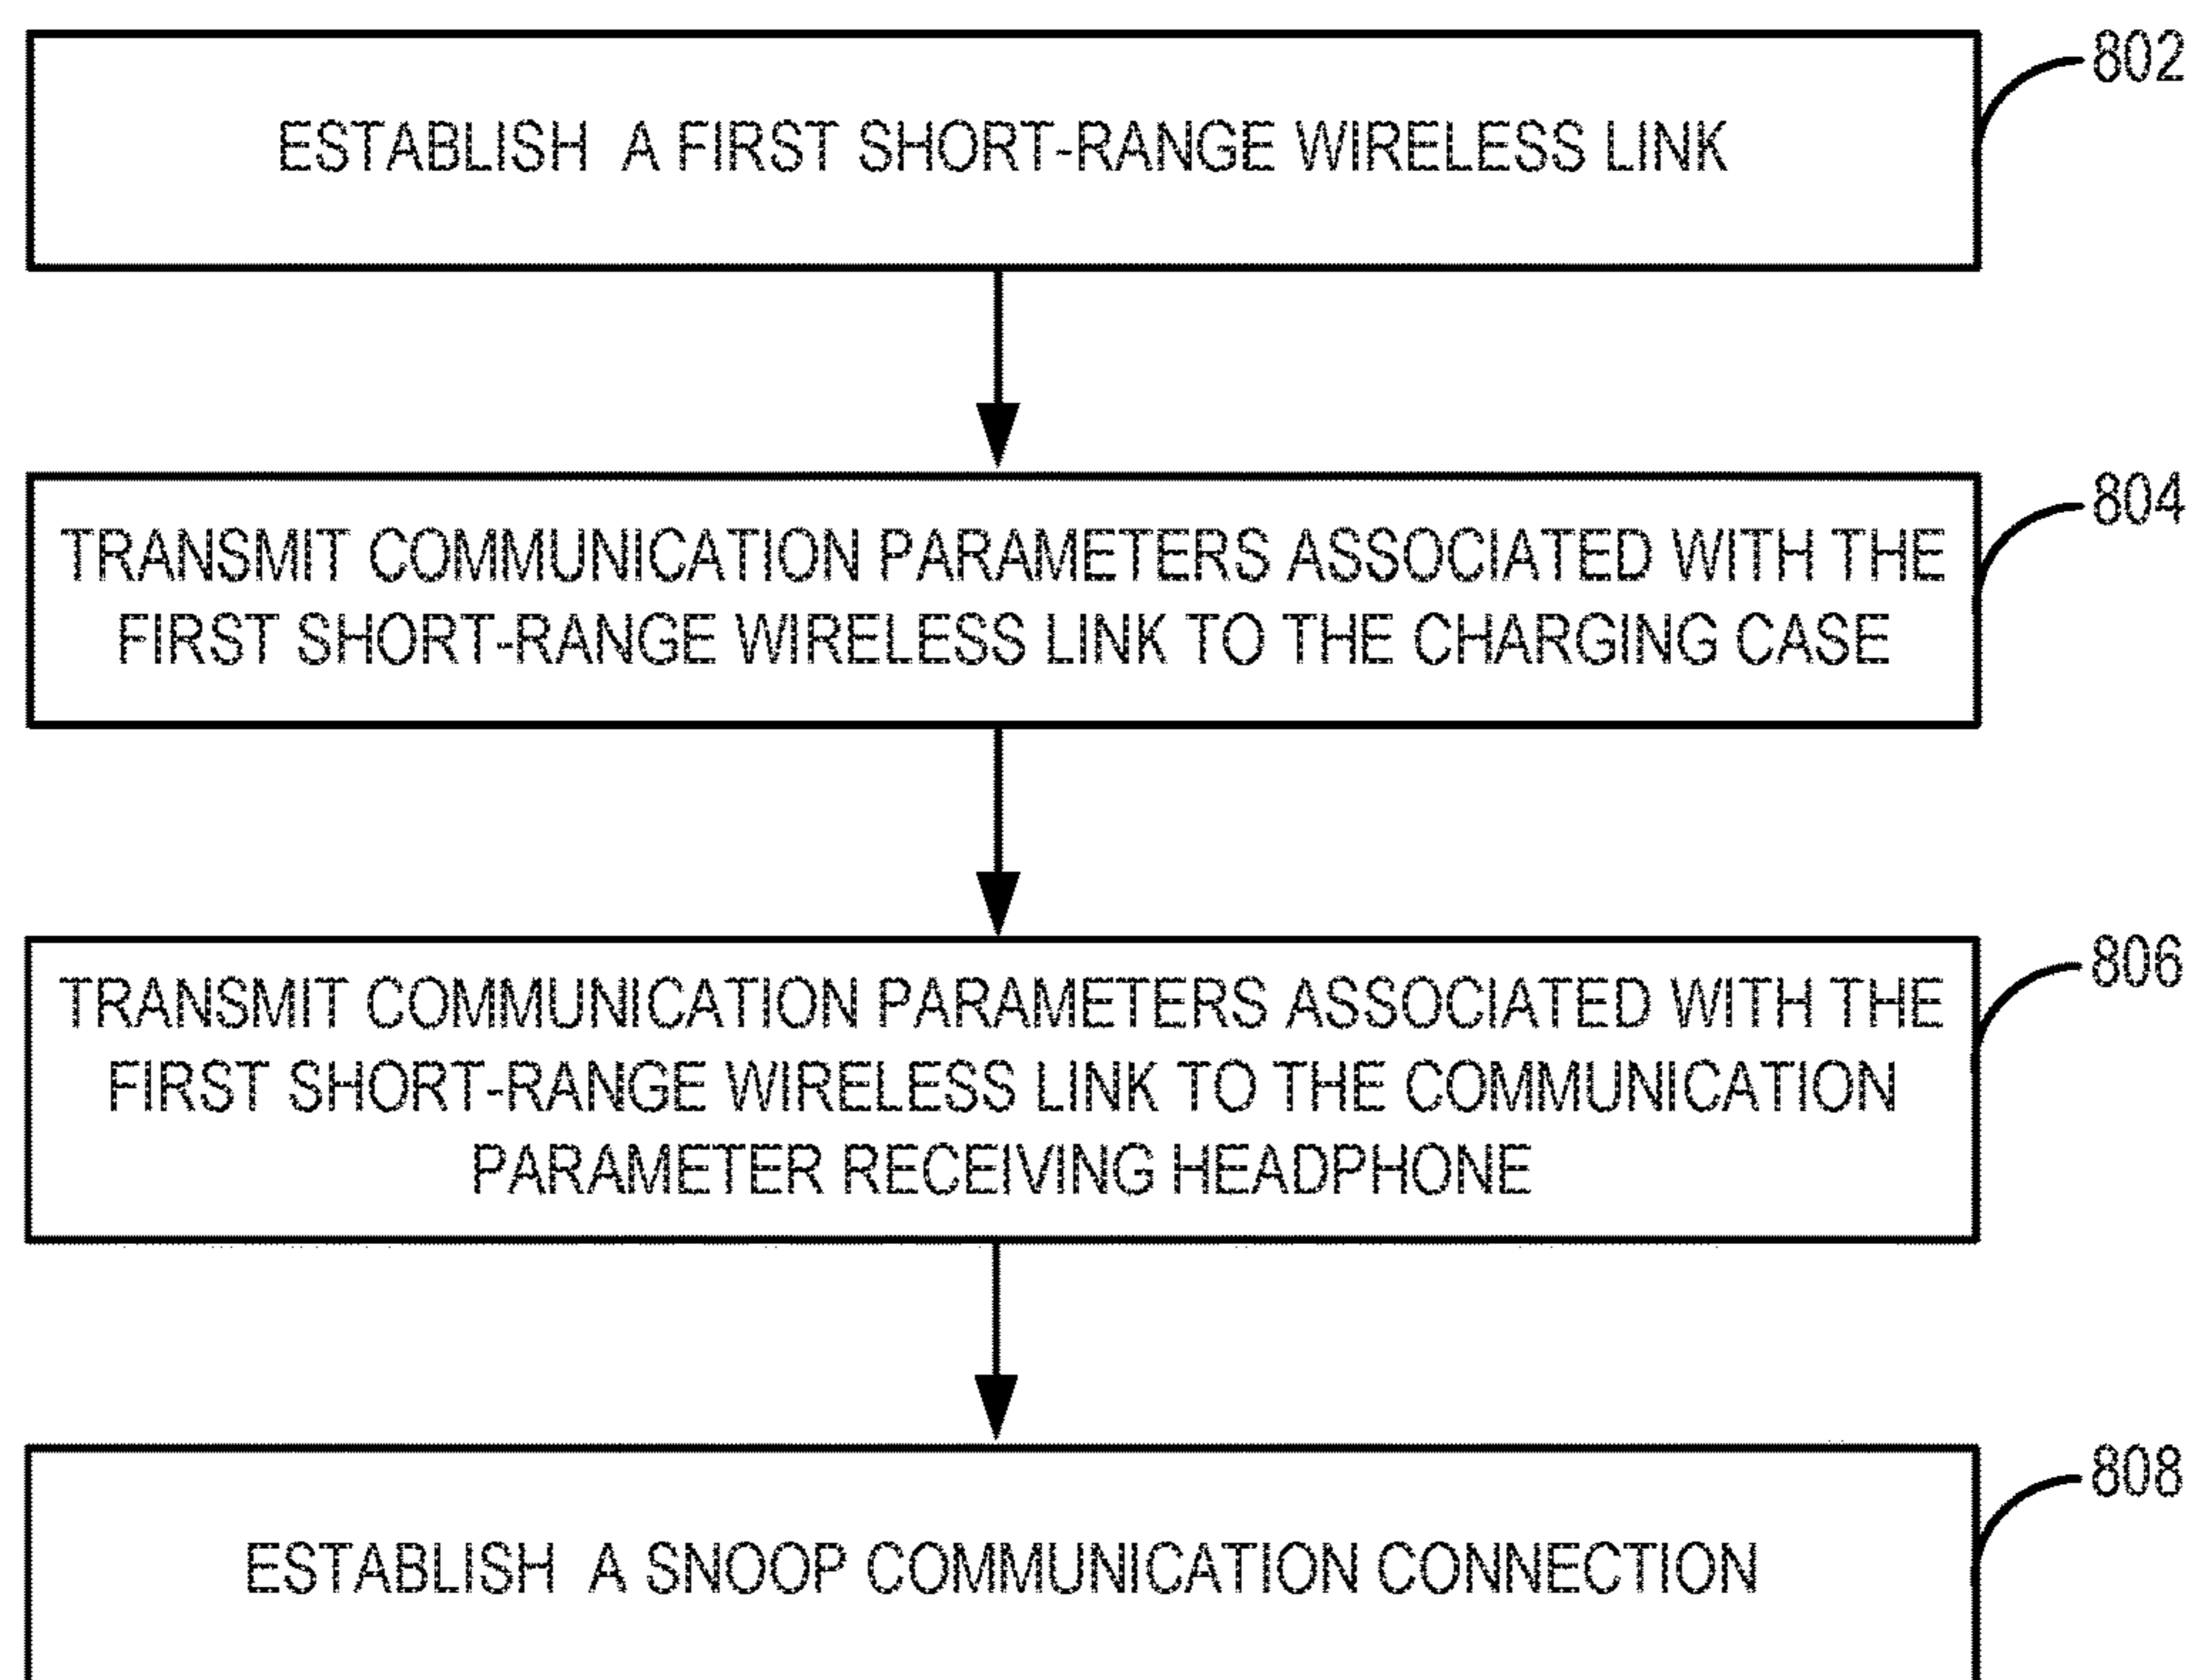 802
ESTABLISH A FIRST SHORT-RANGE WIRELESS LINK
804
TRANSMIT COMMUNICATION PARAMETERS ASSOCIATED WITH THE
FIRST SHORT-RANGE WIRELESS LINK TO THE CHARGING CASE
806
TRANSMIT COMMUNICATION PARAMETERS ASSOCIATED WITH THE
FIRST SHORT-RANGE WIRELESS LINK TO THE COMMUNICATION
PARAMETER RECEIVING HEADPHONE
808
ESTABLISH A SNOOP COMMUNICATION CONNECTION